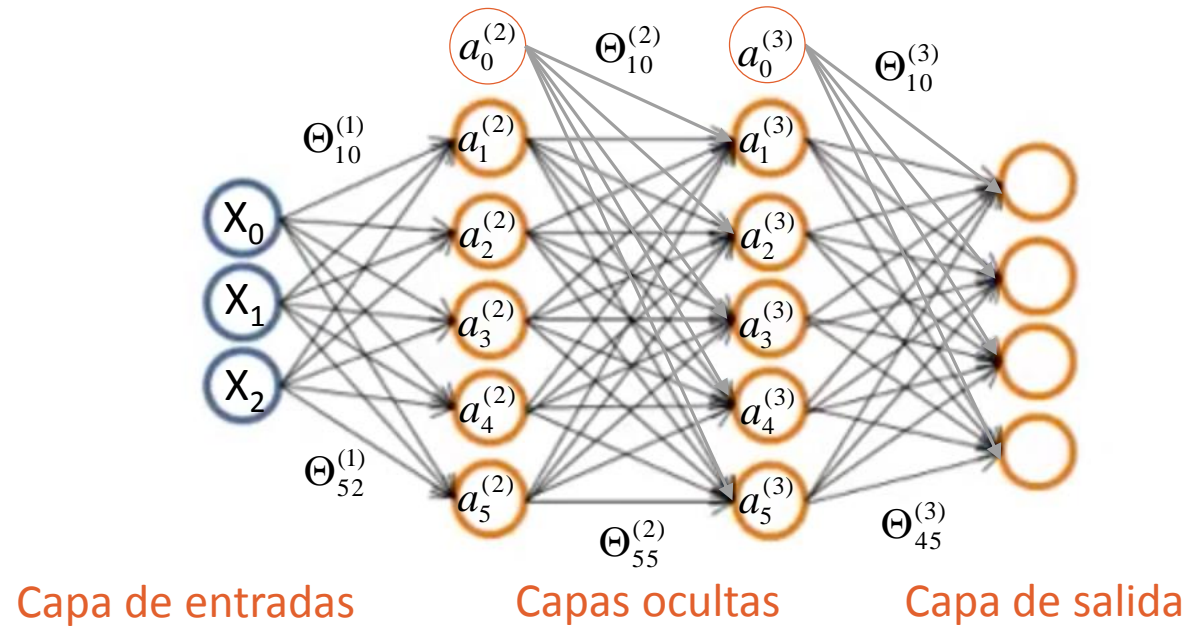 a₀⁽²⁾
Θ₁₀⁽²⁾
a₀⁽³⁾
Θ₁₀⁽³⁾
Θ₁₀⁽¹⁾
a₁⁽²⁾
a₁⁽³⁾
X₀
a₂⁽²⁾
a₂⁽³⁾
X₁
a₃⁽²⁾
a₃⁽³⁾
X₂
a₄⁽²⁾
a₄⁽³⁾
Θ₅₂⁽¹⁾
a₅⁽²⁾
a₅⁽³⁾
Θ₅₅⁽²⁾
Θ₄₅⁽³⁾
Capa de entradas
Capas ocultas
Capa de salida